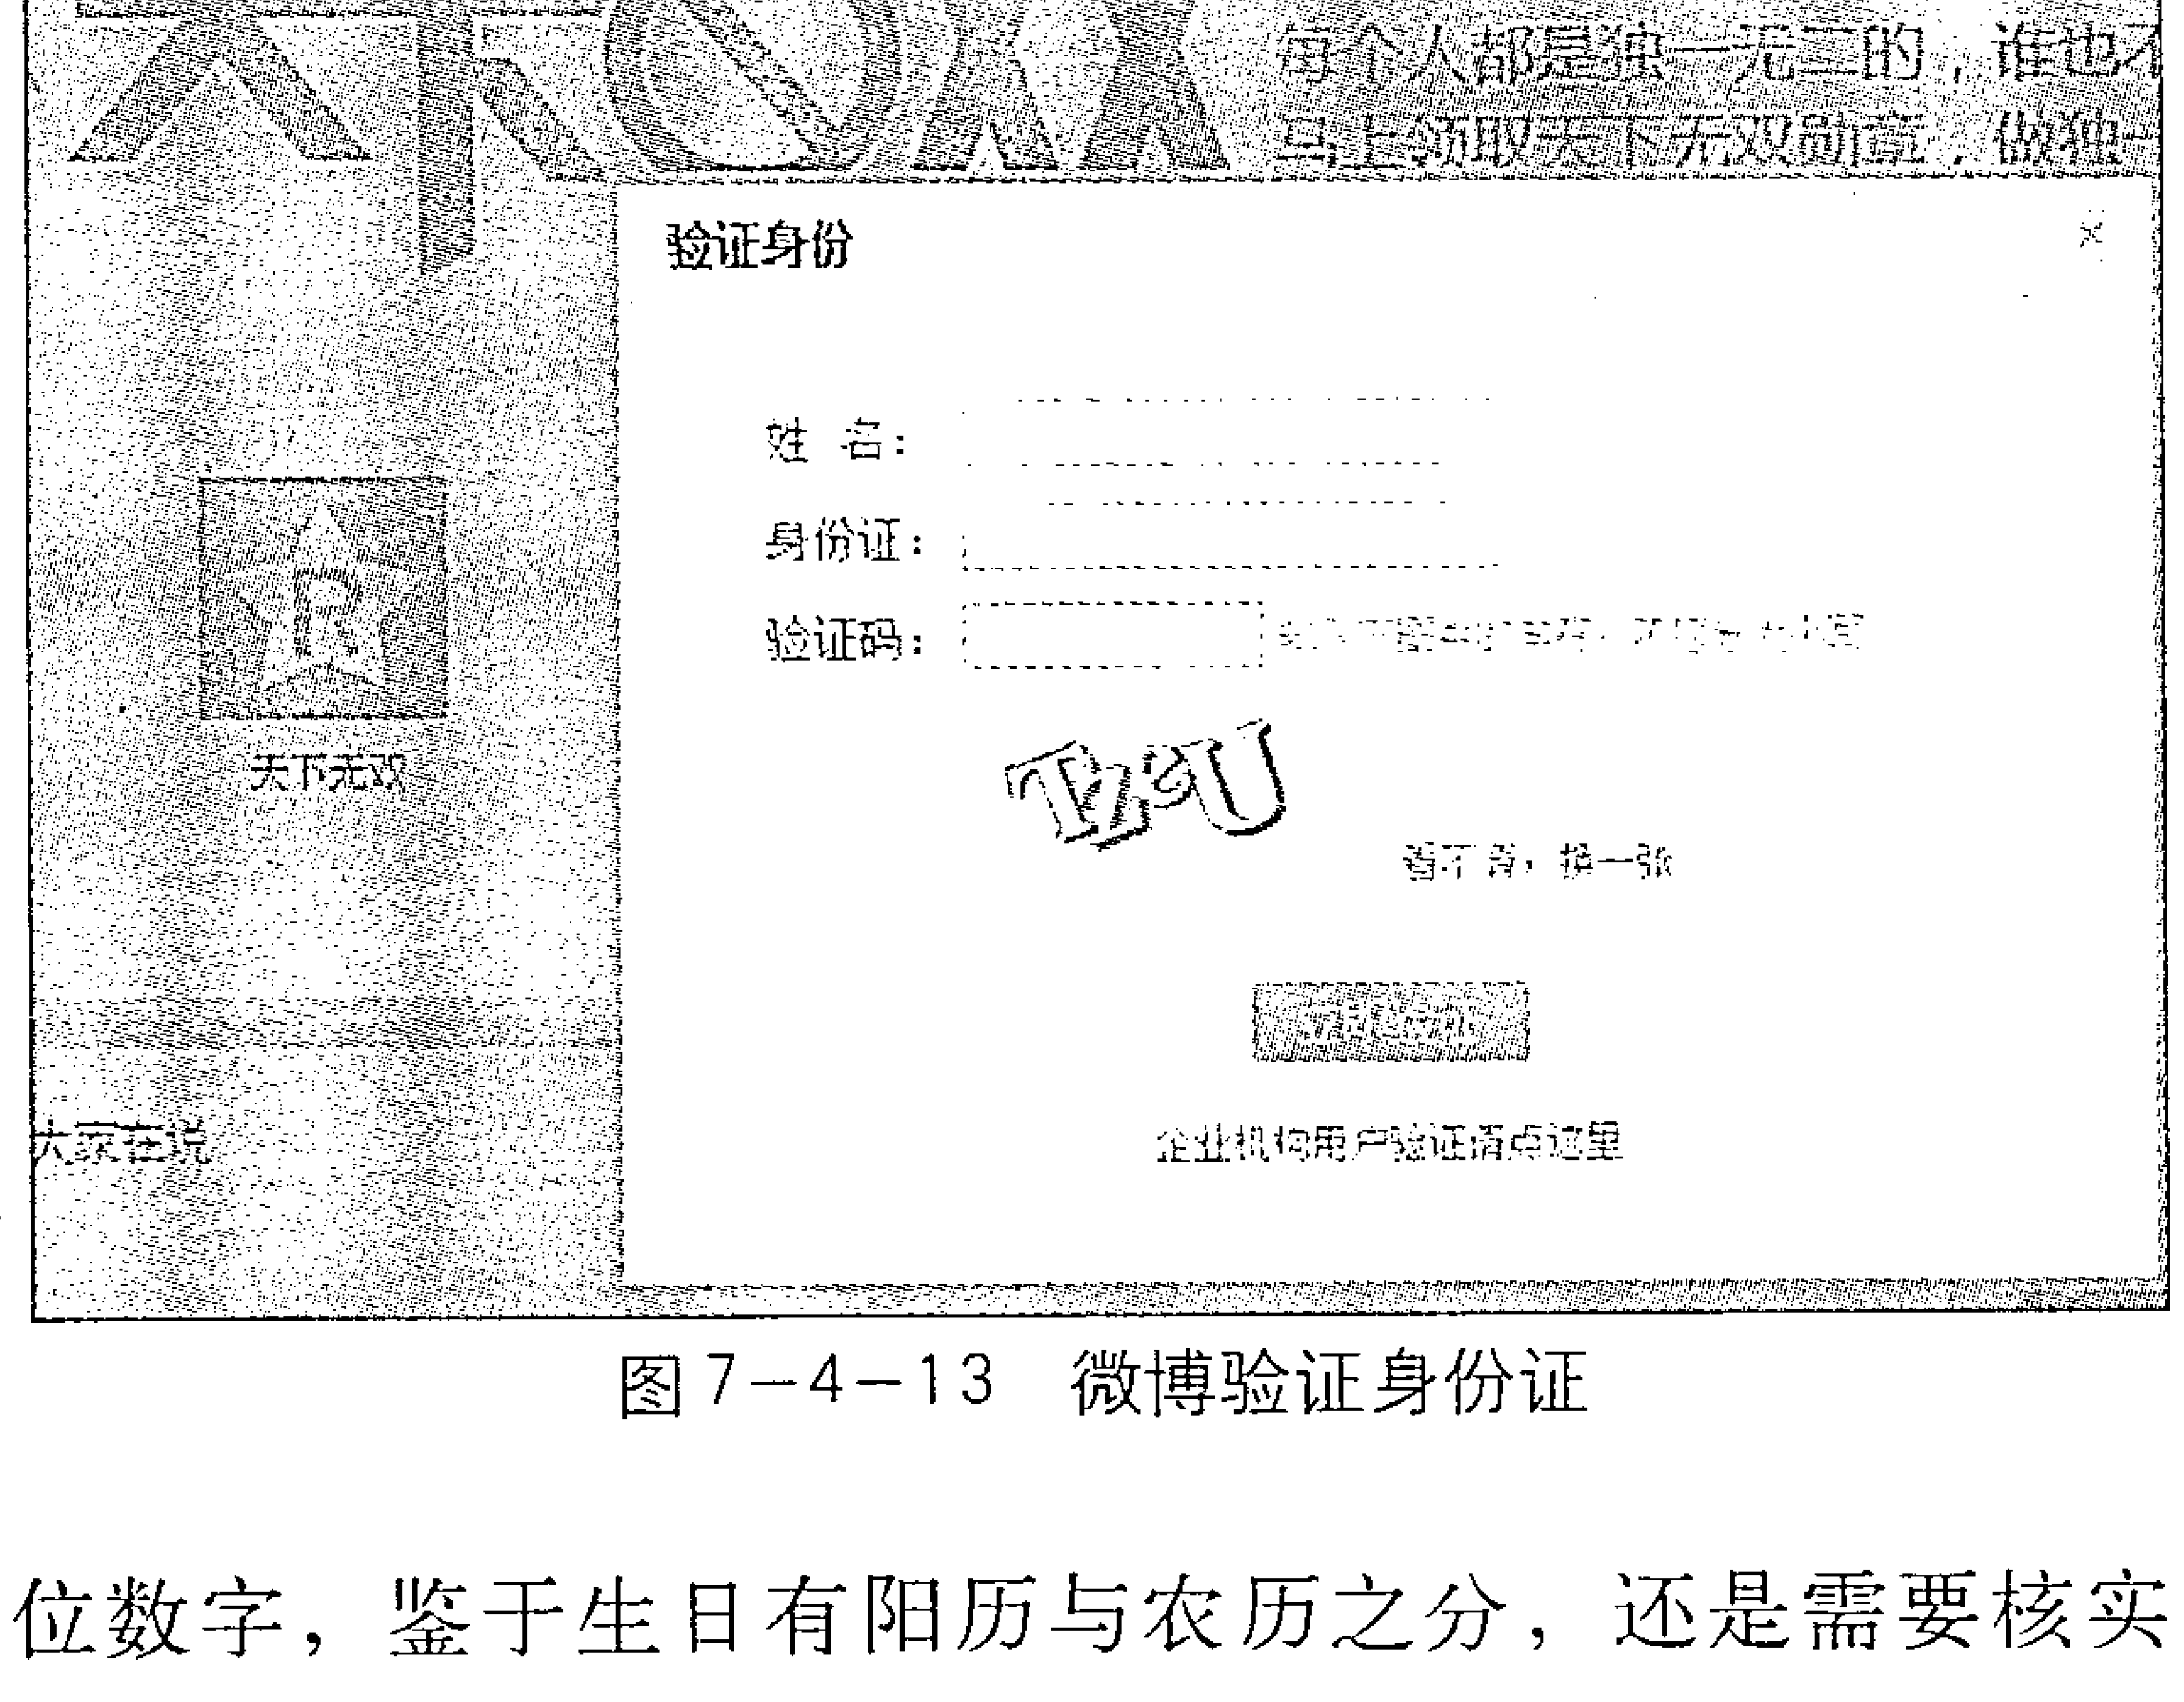 每个人都是独一无二的，谁也不
马上领取天下无双勋章，做独一
验证身份
姓 名：
身份证：
验证码：
天下无双
看不清，换一张
大家在说
企业机构用户验证请点这里
图7－4－13　微博验证身份证
位数字，鉴于生日有阳历与农历之分，还是需要核实